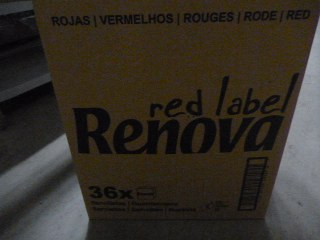 ROJAS | VERMELHOS | ROUGES | RODE | RED
red label
Renova
36x